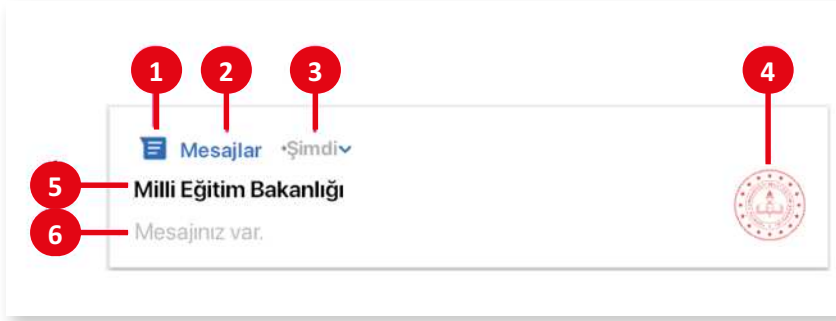 1 2 3 4
Mesajlar •Şimdi
5 Milli Eğitim Bakanlığı
6 Mesajınız var.